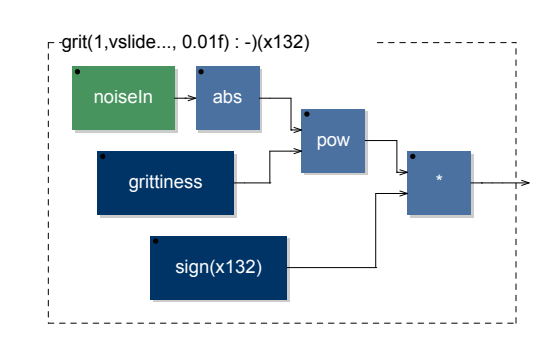 grit(1,vslide..., 0.01f) : -)(x132)
noiseIn
abs
pow
grittiness
*
sign(x132)